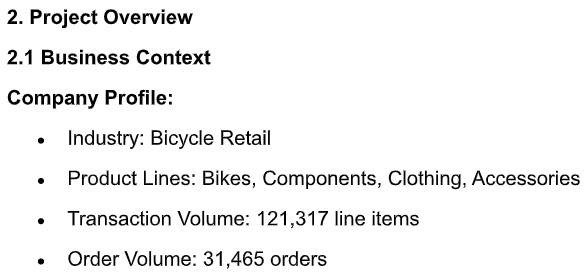 2. Project Overview
2.1 Business Context
Company Profile:
• Industry: Bicycle Retail
• Product Lines: Bikes, Components, Clothing, Accessories
• Transaction Volume: 121,317 line items
• Order Volume: 31,465 orders